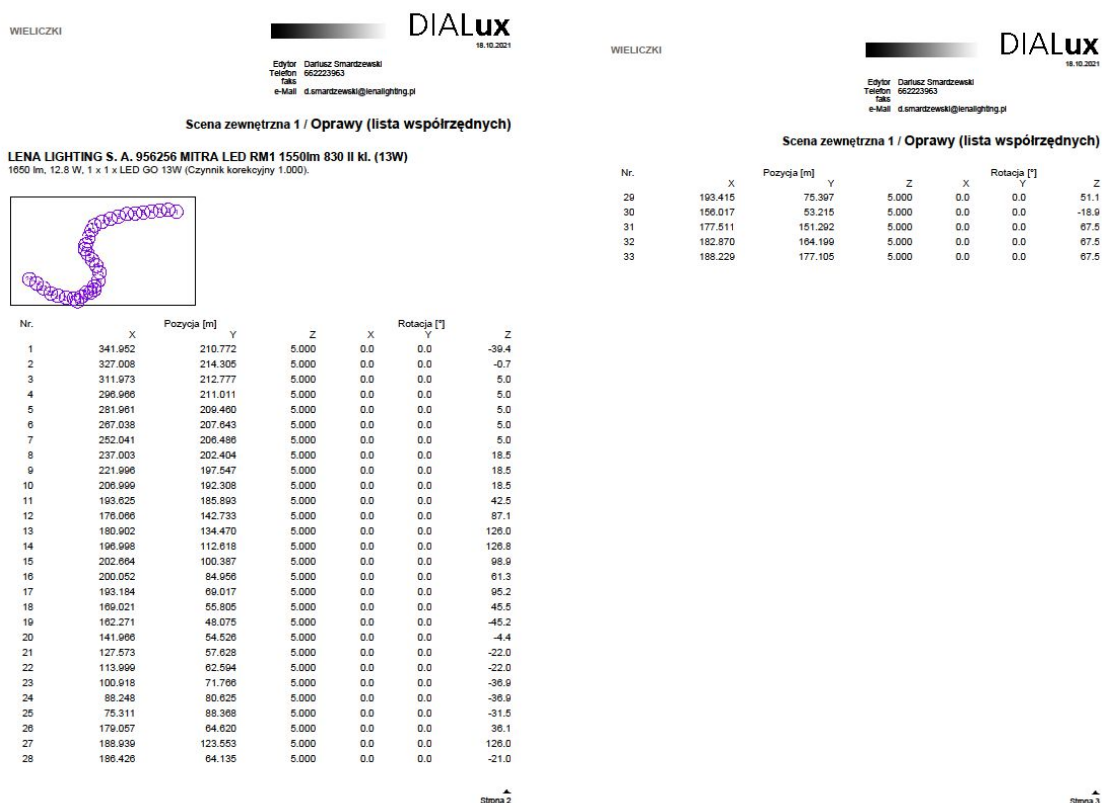 WIELICZKI
DIALux
18.10.2021
Edytor Dariusz Smardzewski
Telefon 662223963
faks
e-Mail d.smardzewski@lenalighting.pl
Scena zewnętrzna 1 / Oprawy (lista współrzędnych)
LENA LIGHTING S. A. 956256 MITRA LED RM1 1550lm 830 II kl. (13W)
1650 lm, 12.8 W, 1 x 1 x LED GO 13W (Czynnik korekcyjny 1.000).
Nr. Pozycja [m] Rotacja [°]
X Y Z X Y Z
1 341.952 210.772 5.000 0.0 0.0 -39.4
2 327.008 214.305 5.000 0.0 0.0 -0.7
3 311.973 212.777 5.000 0.0 0.0 5.0
4 296.966 211.011 5.000 0.0 0.0 5.0
5 281.961 209.460 5.000 0.0 0.0 5.0
6 267.038 207.643 5.000 0.0 0.0 5.0
7 252.041 206.486 5.000 0.0 0.0 5.0
8 237.003 202.404 5.000 0.0 0.0 18.5
9 221.996 197.547 5.000 0.0 0.0 18.5
10 206.999 192.308 5.000 0.0 0.0 18.5
11 193.625 185.893 5.000 0.0 0.0 42.5
12 176.066 142.733 5.000 0.0 0.0 87.1
13 180.902 134.470 5.000 0.0 0.0 126.0
14 196.998 112.618 5.000 0.0 0.0 126.8
15 202.664 100.387 5.000 0.0 0.0 98.9
16 200.052 84.956 5.000 0.0 0.0 61.3
17 193.184 69.017 5.000 0.0 0.0 95.2
18 169.021 55.805 5.000 0.0 0.0 45.5
19 162.271 48.075 5.000 0.0 0.0 -45.2
20 141.966 54.526 5.000 0.0 0.0 -4.4
21 127.573 57.628 5.000 0.0 0.0 -22.0
22 113.999 62.594 5.000 0.0 0.0 -22.0
23 100.918 71.766 5.000 0.0 0.0 -36.9
24 88.248 80.625 5.000 0.0 0.0 -36.9
25 75.311 88.368 5.000 0.0 0.0 -31.5
26 179.057 64.620 5.000 0.0 0.0 36.1
27 188.939 123.553 5.000 0.0 0.0 126.0
28 186.426 64.135 5.000 0.0 0.0 -21.0
Strona 2
WIELICZKI
DIALux
18.10.2021
Edytor Dariusz Smardzewski
Telefon 662223963
faks
e-Mail d.smardzewski@lenalighting.pl
Scena zewnętrzna 1 / Oprawy (lista współrzędnych)
Nr. Pozycja [m] Rotacja [°]
X Y Z X Y Z
29 193.415 75.397 5.000 0.0 0.0 51.1
30 156.017 53.215 5.000 0.0 0.0 -18.9
31 177.511 151.292 5.000 0.0 0.0 67.5
32 182.870 164.199 5.000 0.0 0.0 67.5
33 188.229 177.105 5.000 0.0 0.0 67.5
Strona 3